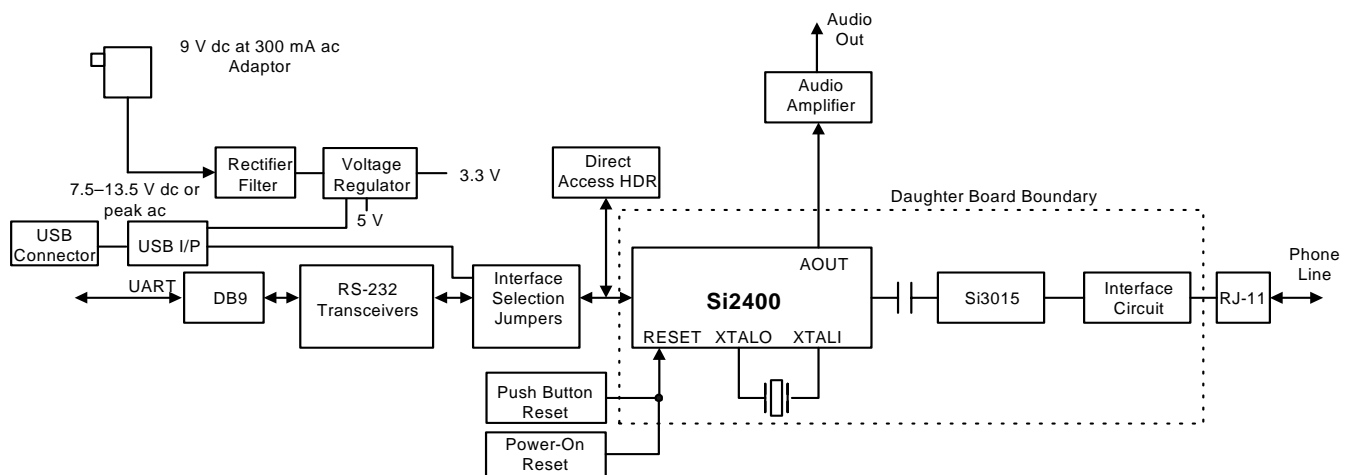 Audio
Out
9 V dc at 300 mA ac
Adaptor
Audio
Amplifier
Rectifier
Filter
Voltage
Regulator
3.3 V
Direct
Access HDR
7.5–13.5 V dc or
peak ac
5 V
Daughter Board Boundary
USB
Connector
USB I/P
UART
DB9
RS-232
Transceivers
Interface
Selection
Jumpers
AOUT
Si2400
RESET XTALO XTALI
Si3015
Interface
Circuit
RJ-11
Phone
Line
Push Button
Reset
Power-On
Reset